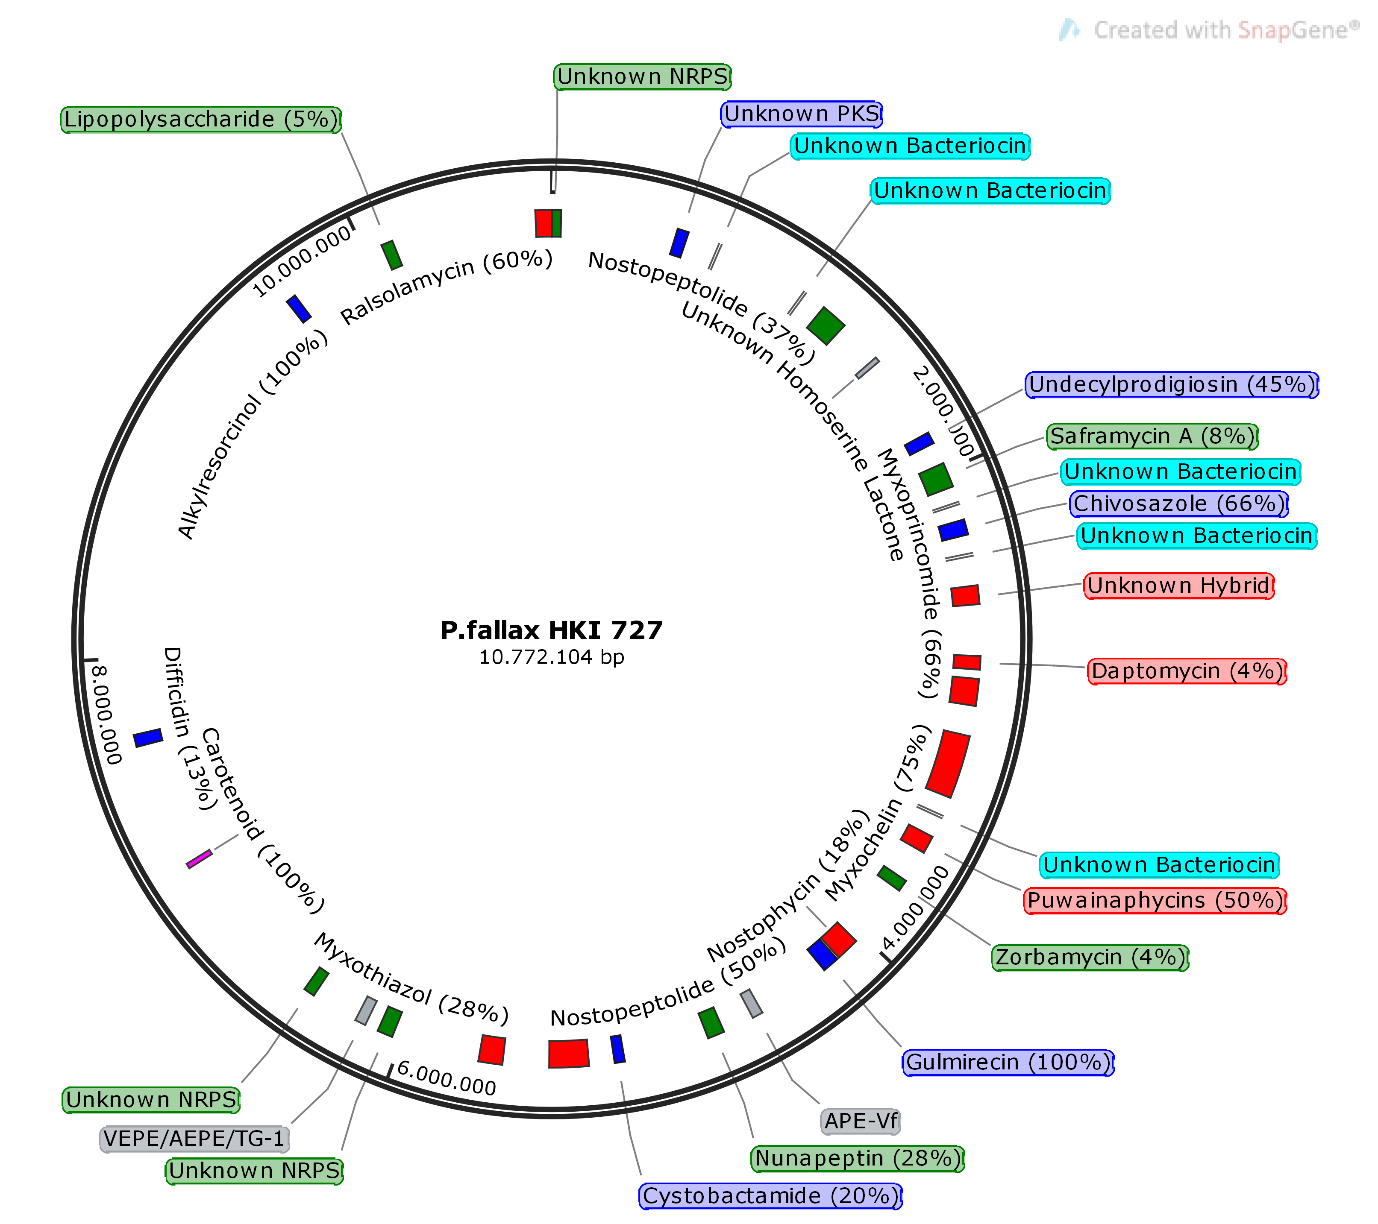 Created with SnapGene®
Unknown NRPS
Lipopolysaccharide (5%)
Unknown PKS
Unknown Bacteriocin
Unknown Bacteriocin
10.000.000
Ralsolamycin (60%)
Nostopeptolide (37%)
Unknown Homoserine Lactone
Alkylresorcinol (100%)
2.000.000
Undecylprodigiosin (45%)
Saframycin A (8%)
Unknown Bacteriocin
Chivosazole (66%)
Unknown Bacteriocin
Myxoprincomide (66%)
Unknown Hybrid
P.fallax HKI 727
10.772.104 bp
Daptomycin (4%)
8.000.000
Difficidin (13%)
Carotenoid (100%)
Myxochelin (75%)
Nostophycin (18%)
Unknown Bacteriocin
Puwainaphycins (50%)
4.000.000
Zorbamycin (4%)
Myxothiazol (28%)
Nostopeptolide (50%)
Gulmirecin (100%)
6.000.000
Unknown NRPS
APE-Vf
VEPE/AEPE/TG-1
Nunapeptin (28%)
Unknown NRPS
Cystobactamide (20%)